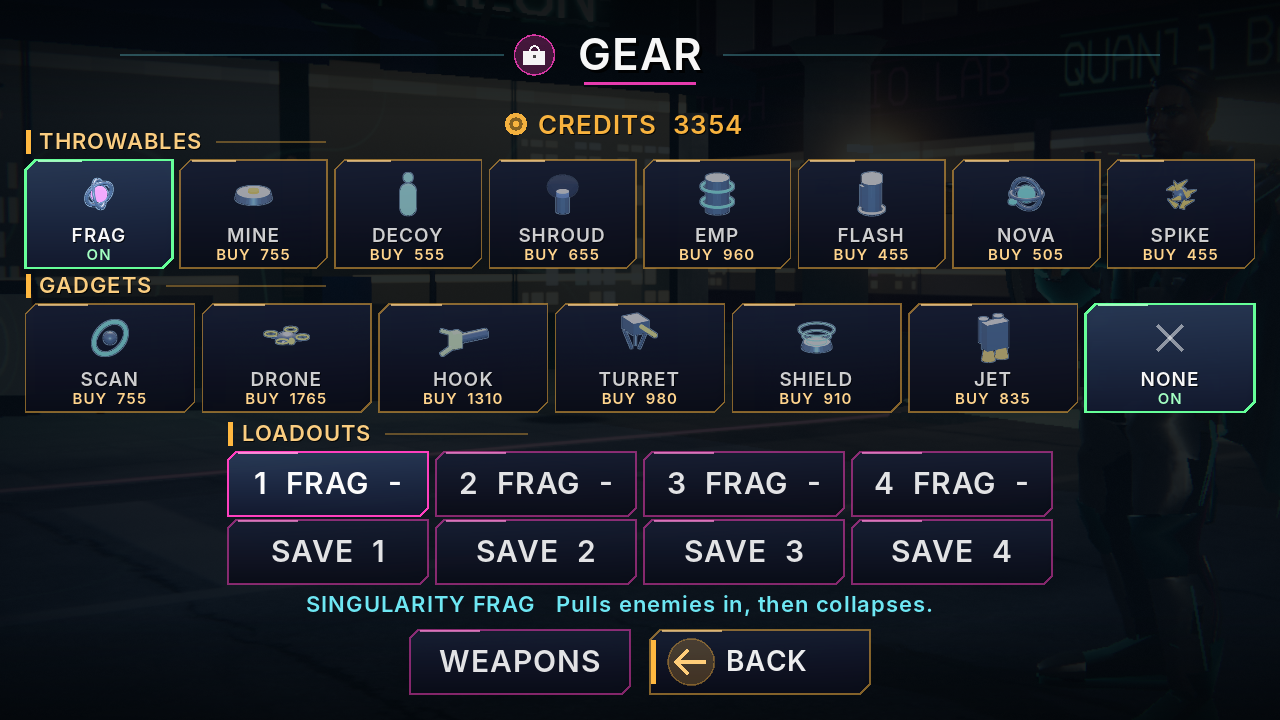 GEAR
CREDITS 3354
THROWABLES
FRAG MINE DECOY SHROUD EMP FLASH NOVA SPIKE
ON BUY 755 BUY 555 BUY 655 BUY 960 BUY 455 BUY 505 BUY 455
GADGETS
SCAN DRONE HOOK TURRET SHIELD JET NONE
BUY 755 BUY 1765 BUY 1310 BUY 980 BUY 910 BUY 835 ON
LOADOUTS
1 FRAG - 2 FRAG - 3 FRAG - 4 FRAG -
SAVE 1 SAVE 2 SAVE 3 SAVE 4
SINGULARITY FRAG Pulls enemies in, then collapses.
WEAPONS BACK